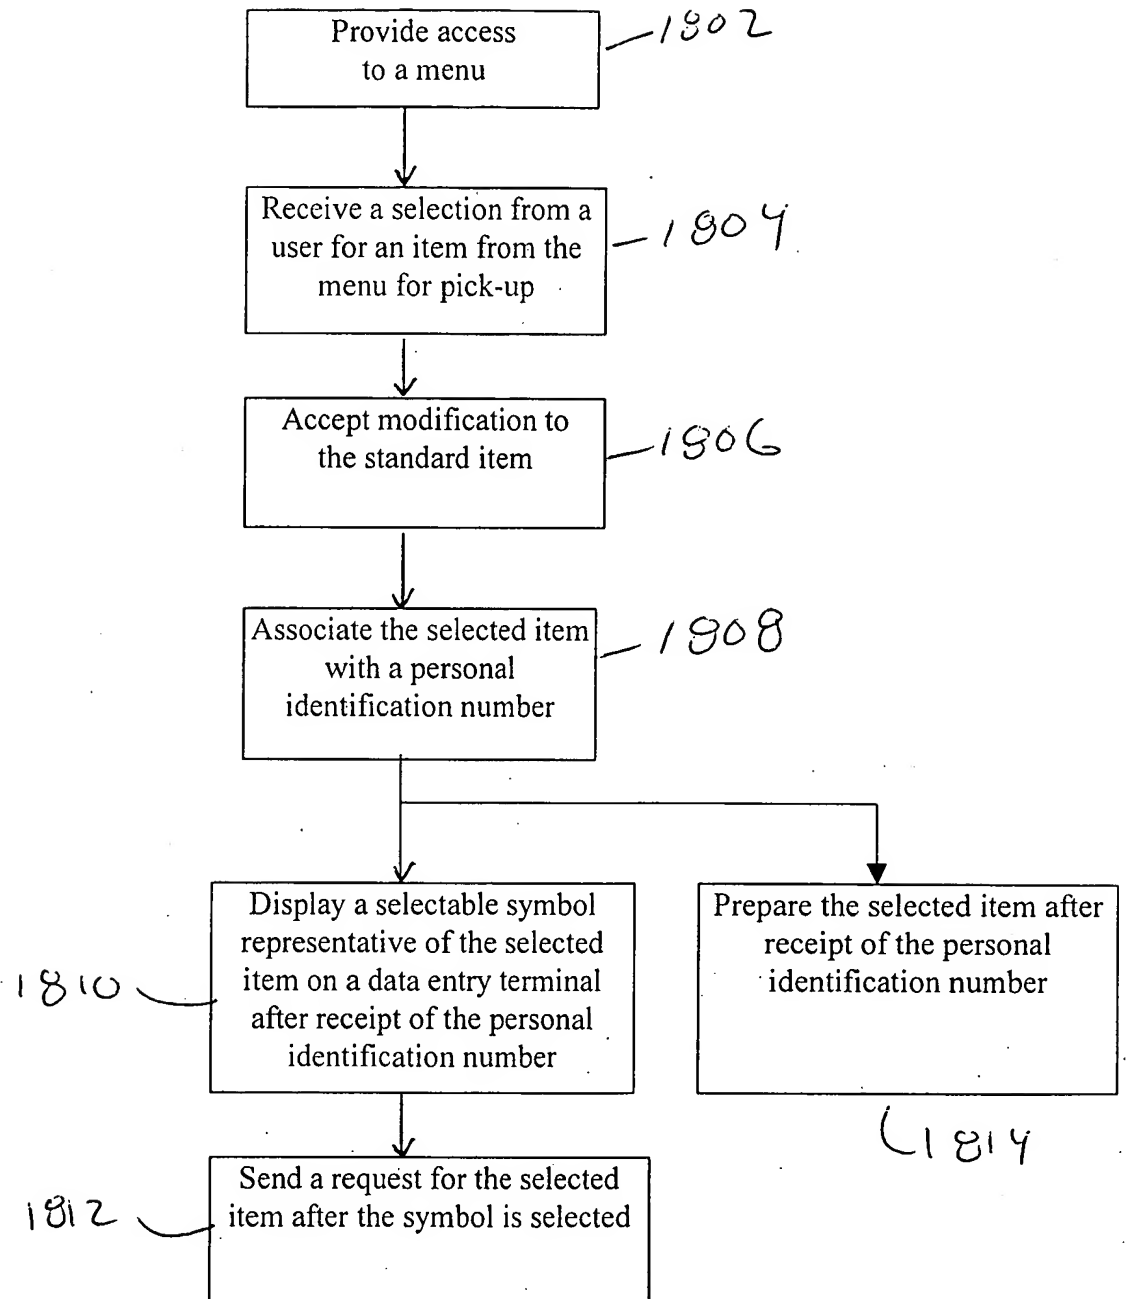 Provide access
to a menu
1802
Receive a selection from a
user for an item from the
menu for pick-up
1804
Accept modification to
the standard item
1806
Associate the selected item
with a personal
identification number
1808
Display a selectable symbol
representative of the selected
item on a data entry terminal
after receipt of the personal
identification number
1810
Prepare the selected item after
receipt of the personal
identification number
1814
Send a request for the selected
item after the symbol is selected
1812